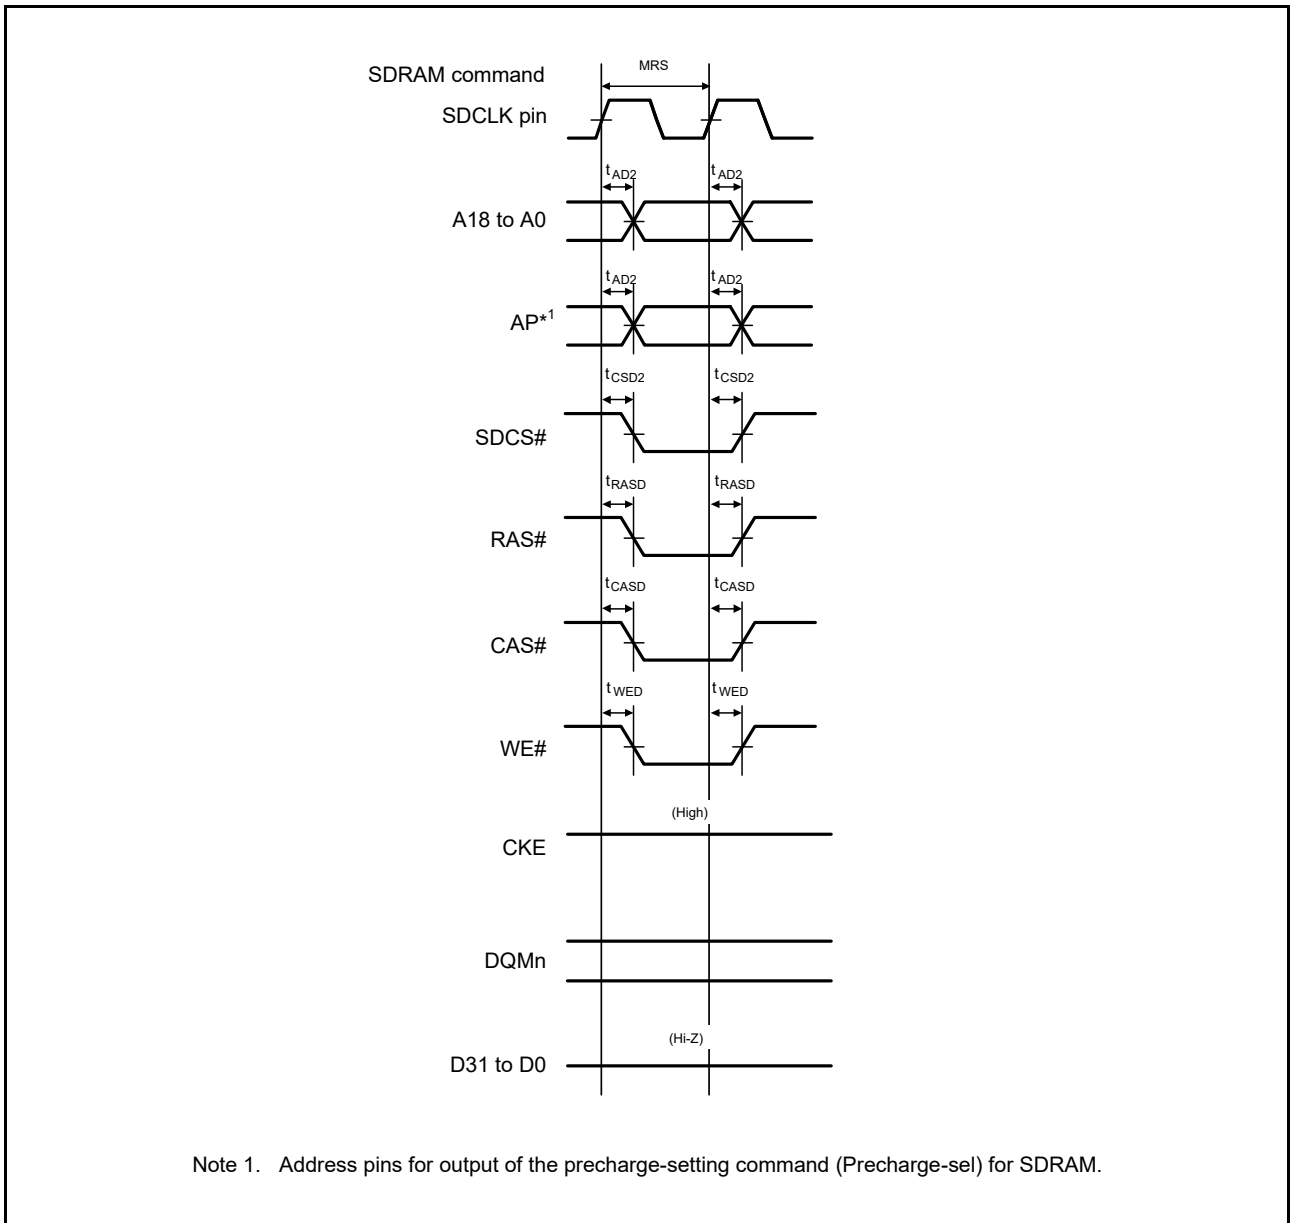 MRS
SDRAM command
SDCLK pin
tAD2 tAD2
A18 to A0
tAD2 tAD2
AP*1
tCSD2 tCSD2
SDCS#
tRASD tRASD
RAS#
tCASD tCASD
CAS#
tWED tWED
WE#
(High)
CKE
DQMn
(Hi-Z)
D31 to D0
Note 1. Address pins for output of the precharge-setting command (Precharge-sel) for SDRAM.